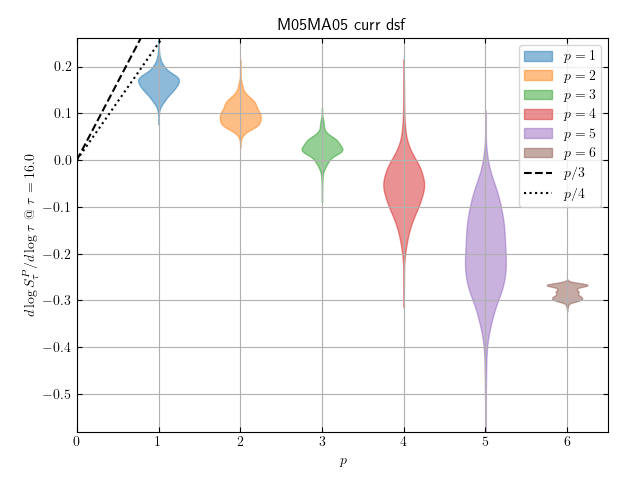 M05MA05 curr dsf
d log S_τ^P / d log τ @ τ = 16.0
0.2
0.1
0.0
−0.1
−0.2
−0.3
−0.4
−0.5
0 1 2 3 4 5 6
p
p = 1
p = 2
p = 3
p = 4
p = 5
p = 6
p/3
p/4